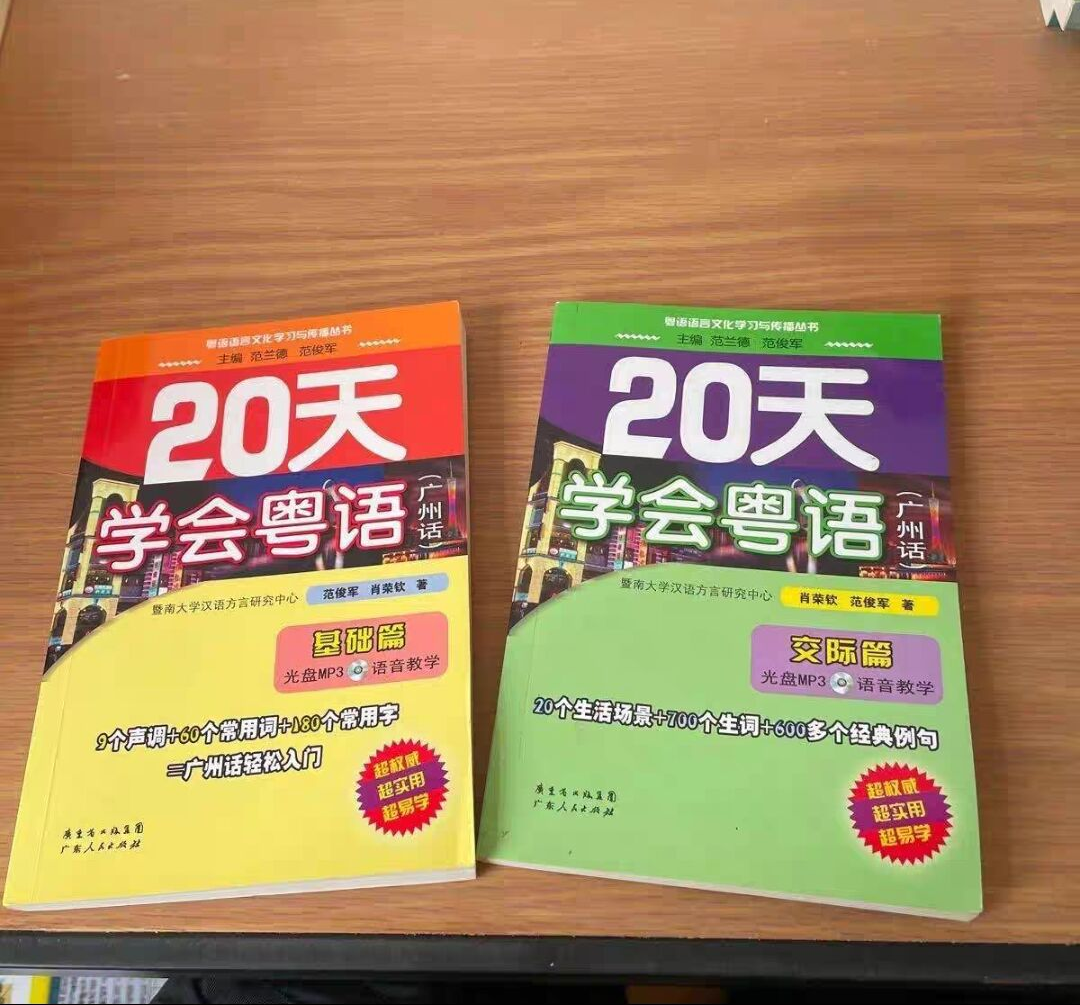 粤语语言文化学习与传播丛书
主编 范兰德 范俊军
20天
学会粤语
（广州话）
暨南大学汉语方言研究中心 范俊军 肖荣钦 著
基础篇
光盘MP3 语音教学
9个声调+60个常用词+180个常用字
=广州话轻松入门
超权威
超实用
超易学
广东省出版集图
广东人民出版社
粤语语言文化学习与传播丛书
主编 范兰德 范俊军
20天
学会粤语
（广州话）
暨南大学汉语方言研究中心 肖荣钦 范俊军 著
交际篇
光盘MP3 语音教学
20个生活场景+700个生词+600多个经典例句
超权威
超实用
超易学
廣東省出版集團
广东人民出版社